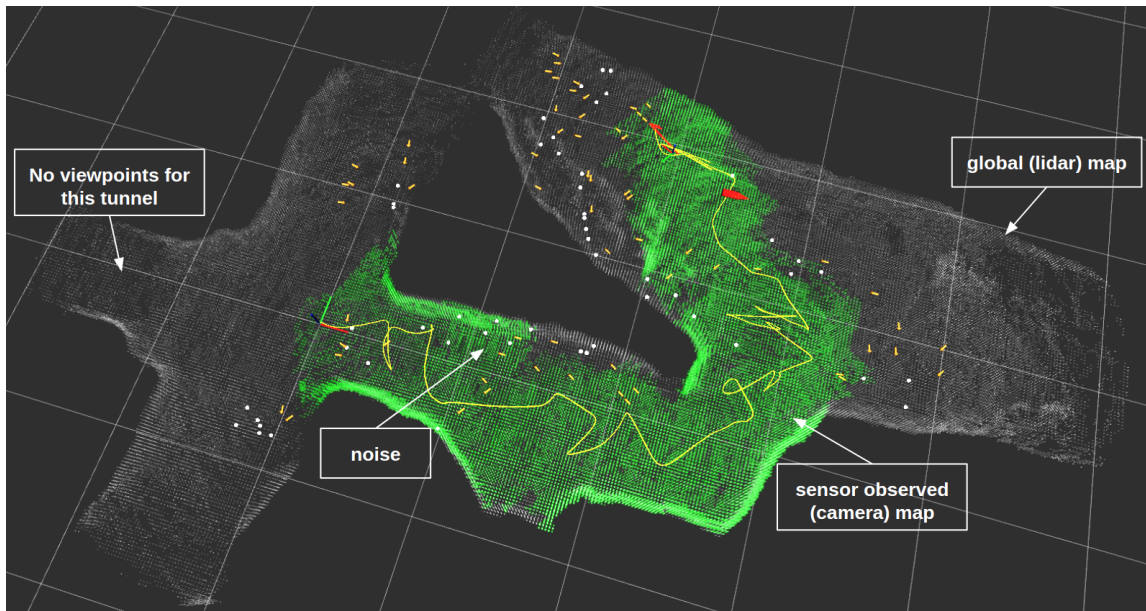 No viewpoints for
this tunnel
global (lidar) map
noise
sensor observed
(camera) map